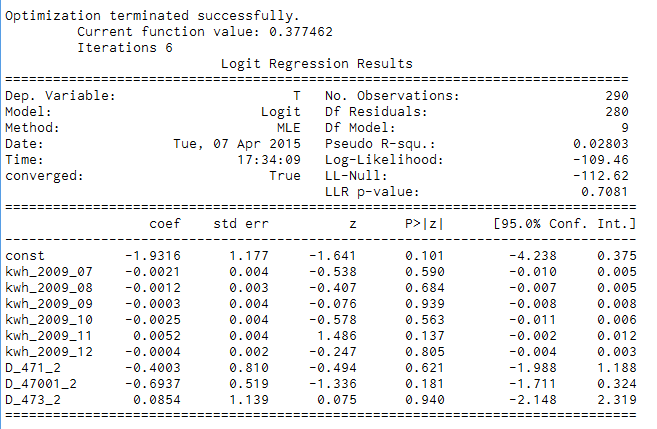 Optimization terminated successfully.
Current function value: 0.377462
Iterations 6
Logit Regression Results
==============================================================================
Dep. Variable: T No. Observations: 290
Model: Logit Df Residuals: 280
Method: MLE Df Model: 9
Date: Tue, 07 Apr 2015 Pseudo R-squ.: 0.02803
Time: 17:34:09 Log-Likelihood: -109.46
converged: True LL-Null: -112.62
LLR p-value: 0.7081
===============================================================================
coef std err z P>|z| [95.0% Conf. Int.]
-------------------------------------------------------------------------------
const -1.9316 1.177 -1.641 0.101 -4.238 0.375
kwh_2009_07 -0.0021 0.004 -0.538 0.590 -0.010 0.005
kwh_2009_08 -0.0012 0.003 -0.407 0.684 -0.007 0.005
kwh_2009_09 -0.0003 0.004 -0.076 0.939 -0.008 0.008
kwh_2009_10 -0.0025 0.004 -0.578 0.563 -0.011 0.006
kwh_2009_11 0.0052 0.004 1.486 0.137 -0.002 0.012
kwh_2009_12 -0.0004 0.002 -0.247 0.805 -0.004 0.003
D_471_2 -0.4003 0.810 -0.494 0.621 -1.988 1.188
D_47001_2 -0.6937 0.519 -1.336 0.181 -1.711 0.324
D_473_2 0.0854 1.139 0.075 0.940 -2.148 2.319
===============================================================================